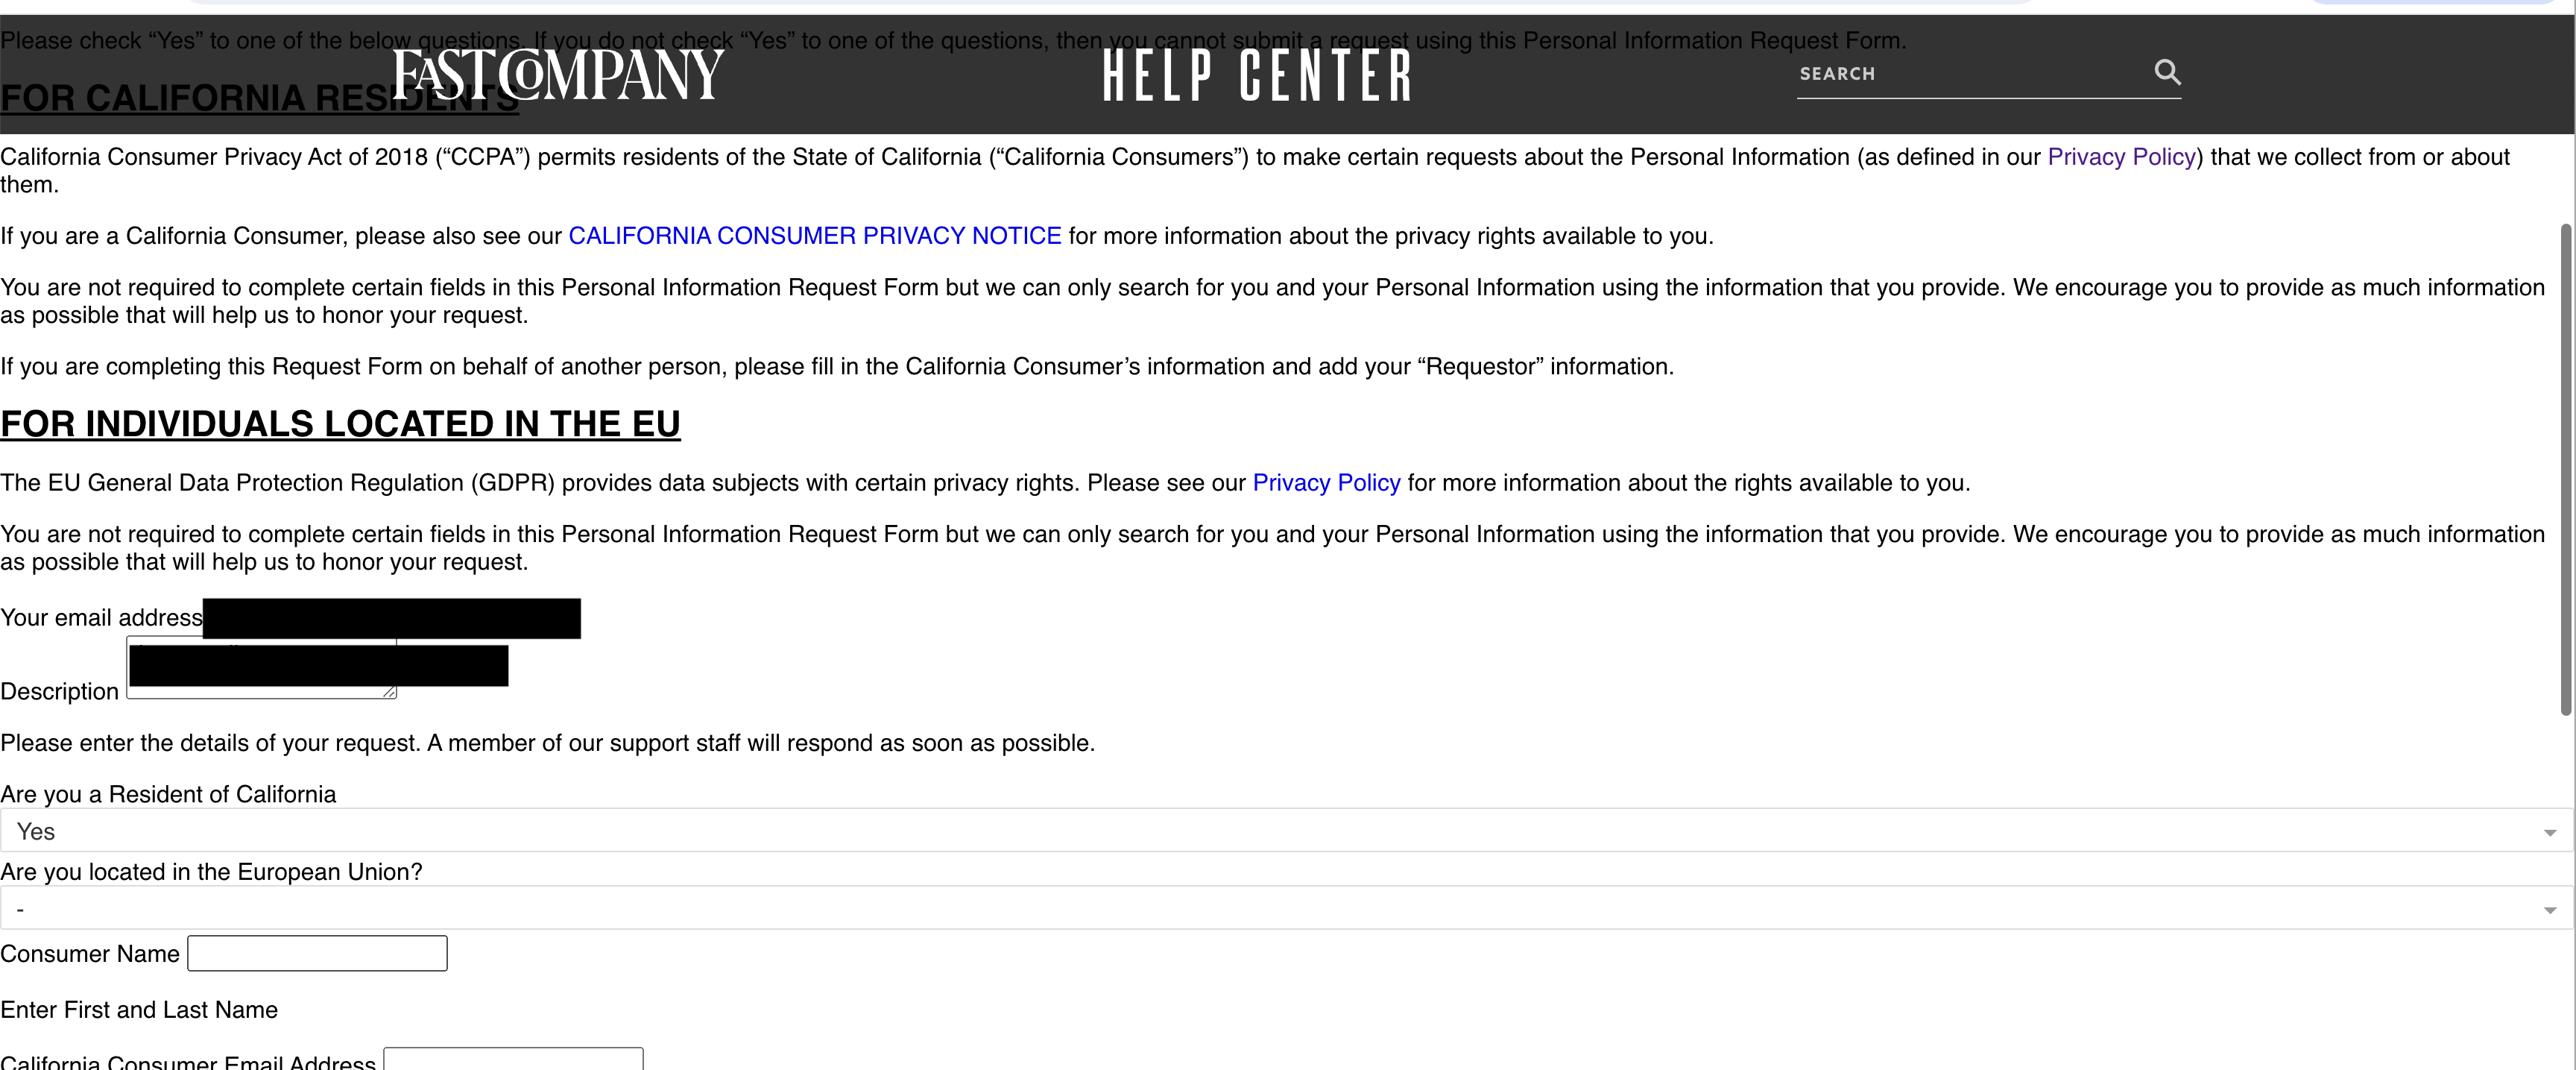 Please check “Yes” to one of the below questions. If you do not check “Yes” to one of the questions, then you cannot submit a request using this Personal Information Request Form.
FAST COMPANY
HELP CENTER
SEARCH
FOR CALIFORNIA RESIDENTS
California Consumer Privacy Act of 2018 (“CCPA”) permits residents of the State of California (“California Consumers”) to make certain requests about the Personal Information (as defined in our Privacy Policy) that we collect from or about
them.
If you are a California Consumer, please also see our CALIFORNIA CONSUMER PRIVACY NOTICE for more information about the privacy rights available to you.
You are not required to complete certain fields in this Personal Information Request Form but we can only search for you and your Personal Information using the information that you provide. We encourage you to provide as much information
as possible that will help us to honor your request.
If you are completing this Request Form on behalf of another person, please fill in the California Consumer’s information and add your “Requestor” information.
FOR INDIVIDUALS LOCATED IN THE EU
The EU General Data Protection Regulation (GDPR) provides data subjects with certain privacy rights. Please see our Privacy Policy for more information about the rights available to you.
You are not required to complete certain fields in this Personal Information Request Form but we can only search for you and your Personal Information using the information that you provide. We encourage you to provide as much information
as possible that will help us to honor your request.
Your email address
Description
Please enter the details of your request. A member of our support staff will respond as soon as possible.
Are you a Resident of California
Yes
Are you located in the European Union?
-
Consumer Name
Enter First and Last Name
California Consumer Email Address